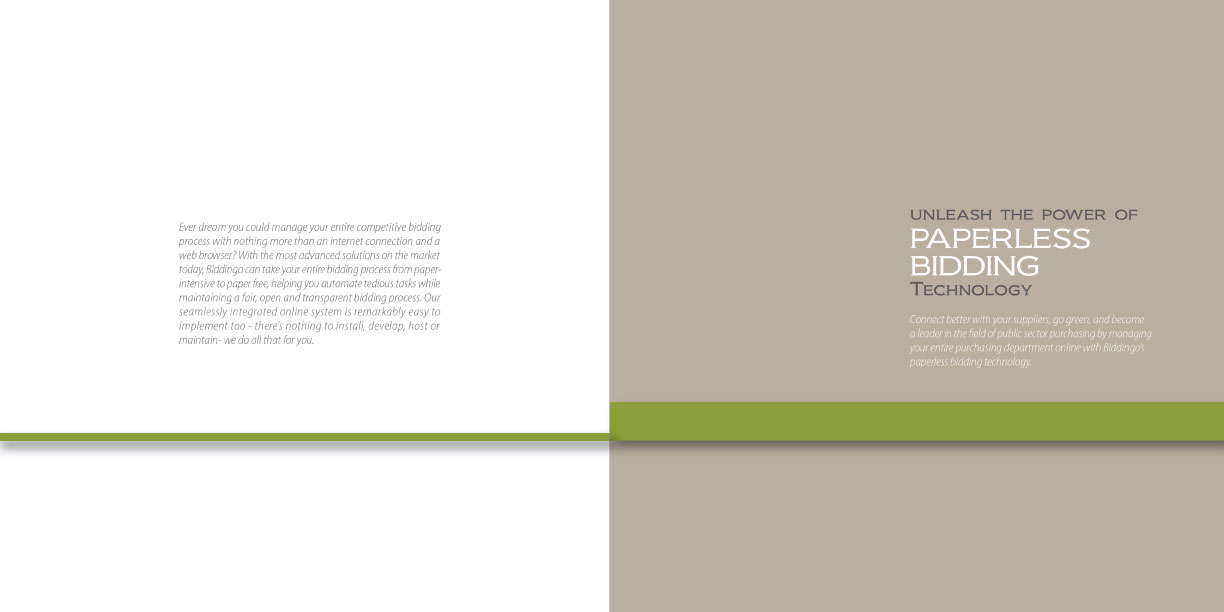 Ever dream you could manage your entire competitive bidding
process with nothing more than an internet connection and a
web browser? With the most advanced solutions on the market
today, Biddingo can take your entire bidding process from paper-
intensive to paper free, helping you automate tedious tasks while
maintaining a fair, open and transparent bidding process. Our
seamlessly integrated online system is remarkably easy to
implement too - there's nothing to install, develop, host or
maintain- we do all that for you.
UNLEASH THE POWER OF
PAPERLESS
BIDDING
TECHNOLOGY
Connect better with your suppliers, go green, and become
a leader in the field of public sector purchasing by managing
your entire purchasing department online with Biddingo's
paperless bidding technology.